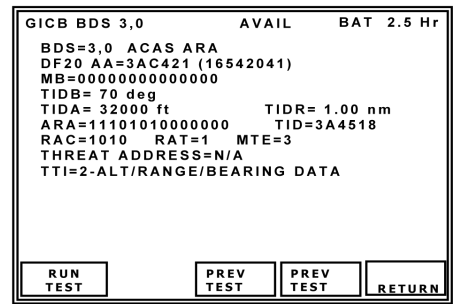 GICB BDS 3,0 AVAIL BAT 2.5 Hr
BDS=3,0 ACAS ARA
DF20 AA=3AC421 (16542041)
MB=00000000000000
TIDB= 70 deg
TIDA= 32000 ft TIDR= 1.00 nm
ARA=11101010000000 TID=3A4518
RAC=1010 RAT=1 MTE=3
THREAT ADDRESS=N/A
TTI=2-ALT/RANGE/BEARING DATA
RUN TEST
PREV TEST
PREV TEST
RETURN